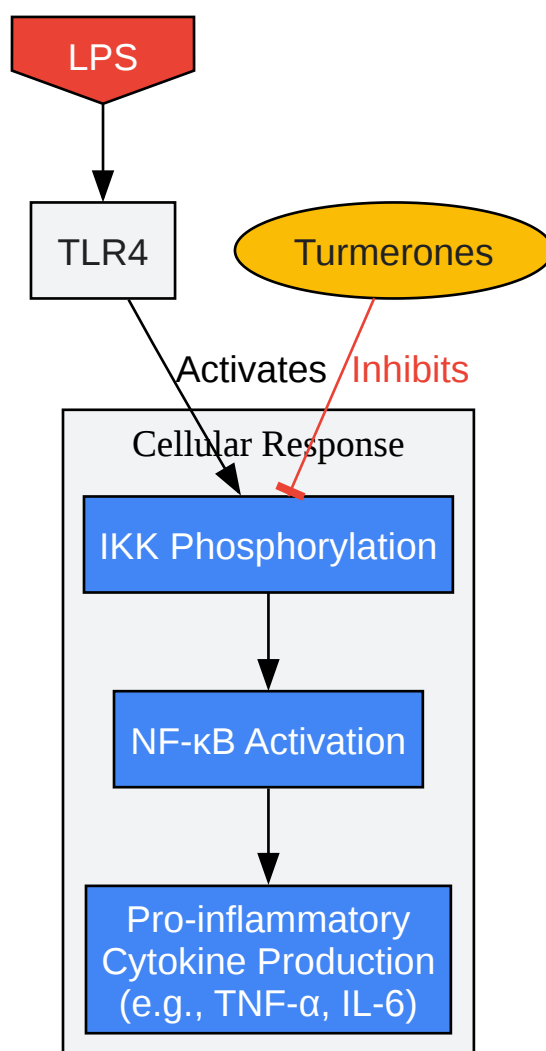 LPS
TLR4
Turmerones
Activates
Inhibits
Cellular Response
IKK Phosphorylation
NF-κB Activation
Pro-inflammatory
Cytokine Production
(e.g., TNF-α, IL-6)